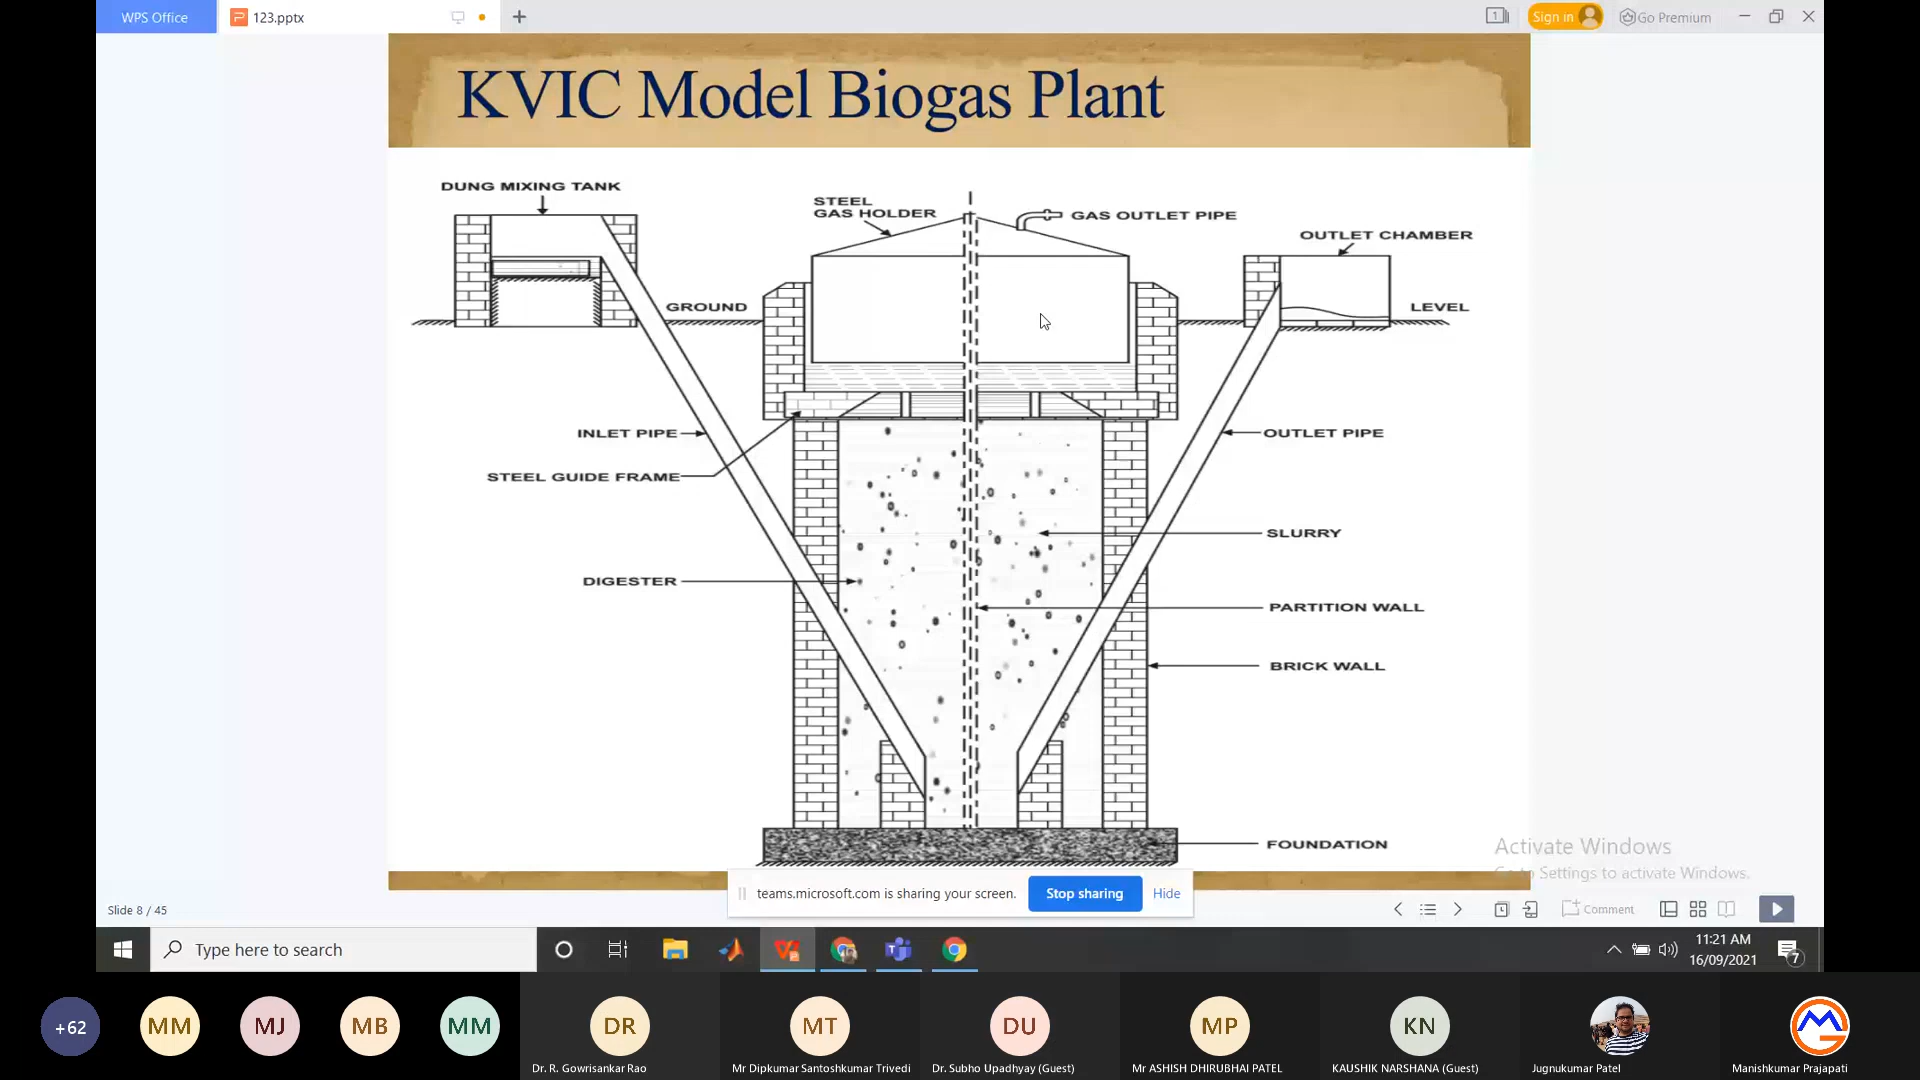 WPS Office
123.pptx
1
Sign in
Go Premium
KVIC Model Biogas Plant
DUNG MIXING TANK
STEEL
GAS HOLDER
GAS OUTLET PIPE
OUTLET CHAMBER
GROUND
LEVEL
INLET PIPE
OUTLET PIPE
STEEL GUIDE FRAME
SLURRY
DIGESTER
PARTITION WALL
BRICK WALL
FOUNDATION
Activate Windows
Go to Settings to activate Windows.
teams.microsoft.com is sharing your screen.
Stop sharing
Hide
Slide 8 / 45
Comment
Type here to search
11:21 AM
16/09/2021
7
+62
MM
MJ
MB
MM
DR
MT
DU
MP
KN
Dr. R. Gowrisankar Rao
Mr Dipkumar Santoshkumar Trivedi
Dr. Subho Upadhyay (Guest)
Mr ASHISH DHIRUBHAI PATEL
KAUSHIK NARSHANA (Guest)
Jugnukumar Patel
Manishkumar Prajapati